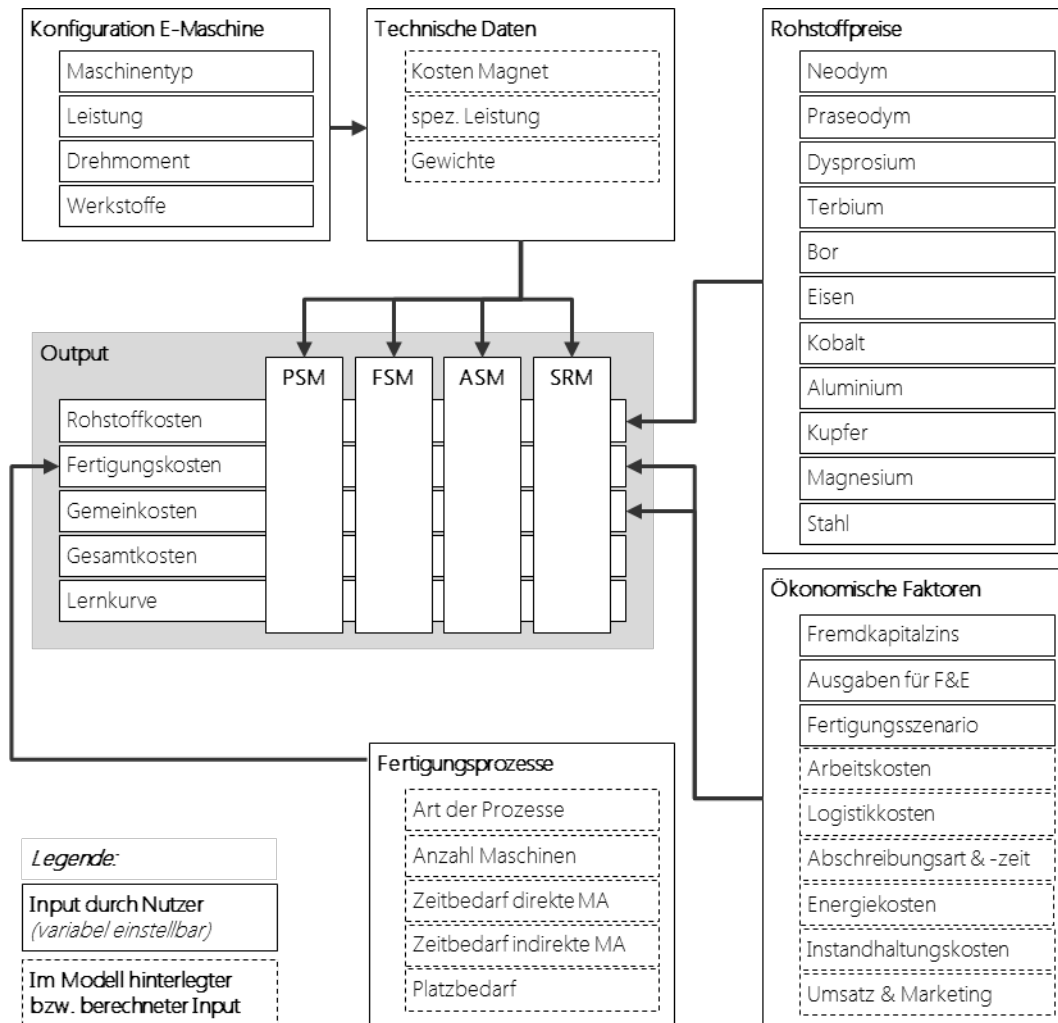 Konfiguration E-Maschine
Maschinentyp
Leistung
Drehmoment
Werkstoffe
Technische Daten
Kosten Magnet
spez. Leistung
Gewichte
Rohstoffpreise
Neodym
Praseodym
Dysprosium
Terbium
Bor
Eisen
Kobalt
Aluminium
Kupfer
Magnesium
Stahl
Output
PSM
FSM
ASM
SRM
Rohstoffkosten
Fertigungskosten
Gemeinkosten
Gesamtkosten
Lernkurve
Ökonomische Faktoren
Fremdkapitalzins
Ausgaben für F&E
Fertigungsszenario
Arbeitskosten
Logistikkosten
Abschreibungsart & -zeit
Energiekosten
Instandhaltungskosten
Umsatz & Marketing
Fertigungsprozesse
Art der Prozesse
Anzahl Maschinen
Zeitbedarf direkte MA
Zeitbedarf indirekte MA
Platzbedarf
Legende:
Input durch Nutzer
(variabel einstellbar)
Im Modell hinterlegter
bzw. berechneter Input